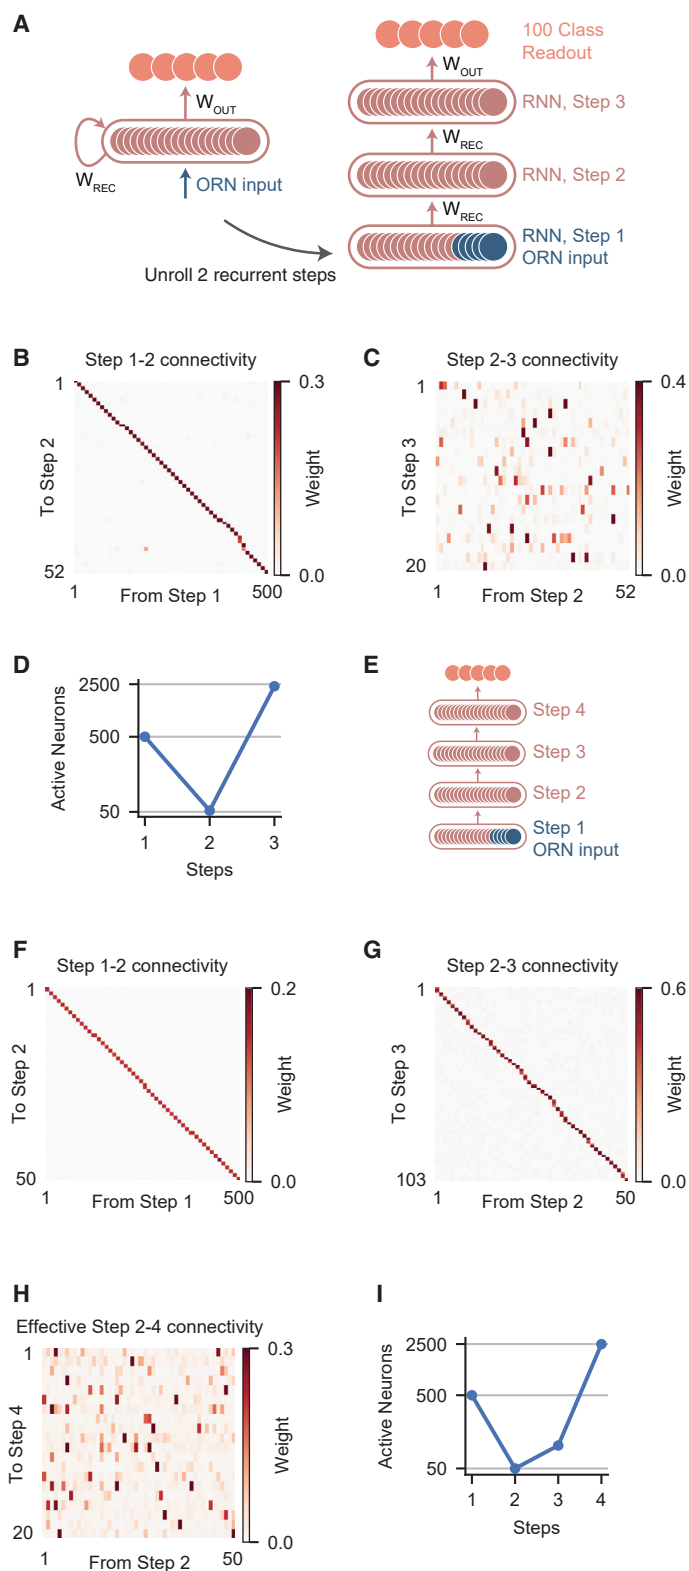 A
100 Class
Readout
W_OUT
W_OUT
RNN, Step 3
W_REC
W_REC
ORN input
RNN, Step 2
W_REC
RNN, Step 1
ORN input
Unroll 2 recurrent steps
B
Step 1-2 connectivity
1
To Step 2
52
1
From Step 1
500
0.3
Weight
0.0
C
Step 2-3 connectivity
1
To Step 3
20
1
From Step 2
52
0.4
Weight
0.0
D
2500
500
50
Active Neurons
1
2
3
Steps
E
Step 4
Step 3
Step 2
Step 1
ORN input
F
Step 1-2 connectivity
1
To Step 2
50
1
From Step 1
500
0.2
Weight
0.0
G
Step 2-3 connectivity
1
To Step 3
103
1
From Step 2
50
0.6
Weight
0.0
H
Effective Step 2-4 connectivity
1
To Step 4
20
1
From Step 2
50
0.3
Weight
0.0
I
2500
500
50
Active Neurons
1
2
3
4
Steps